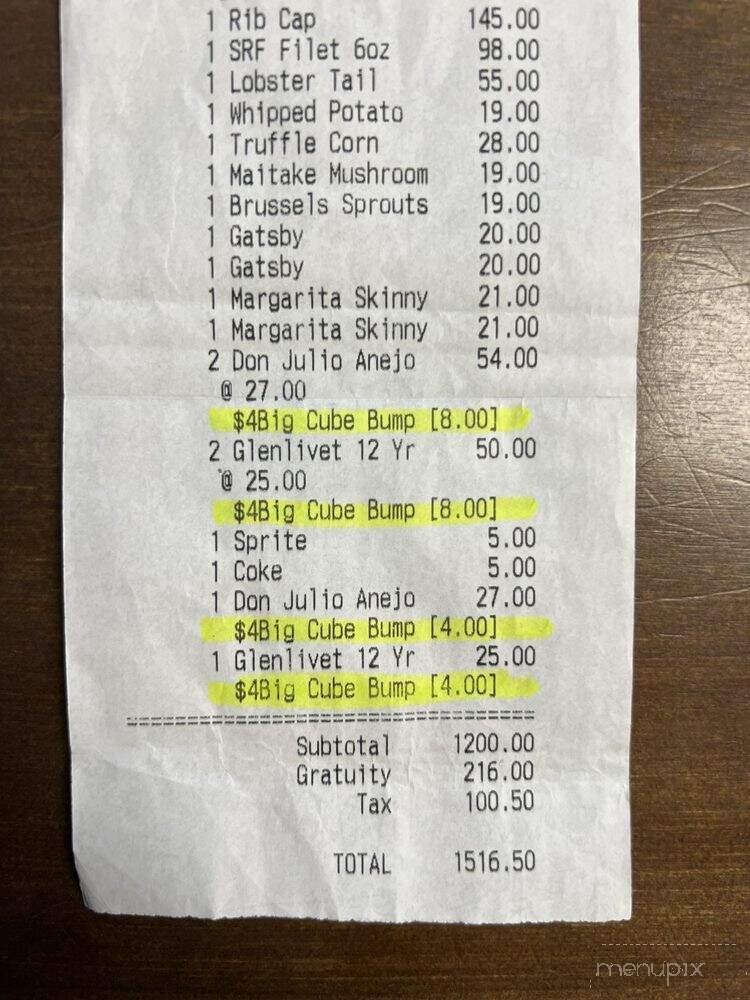 1 Rib Cap 145.00
1 SRF Filet 6oz 98.00
1 Lobster Tail 55.00
1 Whipped Potato 19.00
1 Truffle Corn 28.00
1 Maitake Mushroom 19.00
1 Brussels Sprouts 19.00
1 Gatsby 20.00
1 Gatsby 20.00
1 Margarita Skinny 21.00
1 Margarita Skinny 21.00
2 Don Julio Anejo 54.00
@ 27.00
$4Big Cube Bump [8.00]
2 Glenlivet 12 Yr 50.00
@ 25.00
$4Big Cube Bump [8.00]
1 Sprite 5.00
1 Coke 5.00
1 Don Julio Anejo 27.00
$4Big Cube Bump [4.00]
1 Glenlivet 12 Yr 25.00
$4Big Cube Bump [4.00]
Subtotal 1200.00
Gratuity 216.00
Tax 100.50
TOTAL 1516.50
menupix